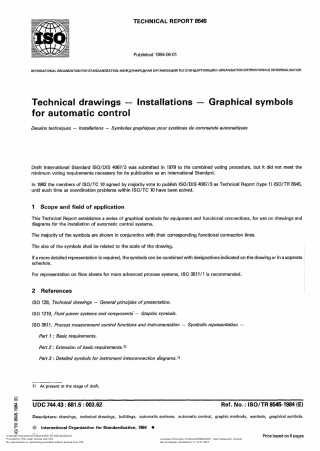 TECHNICAL REPORT 8545
ISO
Published 1984-06-01
INTERNATIONAL ORGANIZATION FOR STANDARDIZATION•МЕЖДУНАРОДНАЯ ОРГАНИЗАЦИЯ ПО СТАНДАРТИЗАЦИИ•ORGANISATION INTERNATIONALE DE NORMALISATION
Technical drawings — Installations — Graphical symbols
for automatic control
Dessins techniques — Installations — Symboles graphiques pour systèmes de commande automatiques
Draft International Standard ISO/DIS 4067/3 was submitted in 1979 to the combined voting procedure, but it did not meet the
minimum voting requirements necessary for its publication as an International Standard.
In 1982 the members of ISO/TC 10 agreed by majority vote to publish ISO/DIS 4067/3 as Technical Report (type 1) ISO/TR 8545,
until such time as coordination problems within ISO/TC 10 have been solved.
1 Scope and field of application
This Technical Report establishes a series of graphical symbols for equipment and functional connections, for use on drawings and
diagrams for the installation of automatic control systems.
The majority of the symbols are shown in conjunction with their corresponding functional connection lines.
The size of the symbols shall be related to the scale of the drawing.
If a more detailed representation is required, the symbols can be combined with designations indicated on the drawing or in a separate
schedule.
For representation on flow sheets for more advanced process systems, ISO 3511/1 is recommended.
2 References
ISO 128, Technical drawings — General principles of presentation.
ISO 1219, Fluid power systems and components — Graphic symbols.
ISO 3511, Process measurement control functions and instrumentation — Symbolic representation —
Part 1 : Basic requirements.
Part 2 : Extension of basic requirements.1)
Part 3 : Detailed symbols for instrument interconnection diagrams.1)
1) At present at the stage of draft.
ISO/TR 8545-1984 (E)
UDC 744.43 : 681.5 : 003.62
Ref. No. : ISO/TR 8545-1984 (E)
Descriptors : drawings, technical drawings, buildings, automatic systems, automatic control, graphic methods, symbols, graphical symbols.
© International Organization for Standardization, 1984 •
Price based on 6 pages